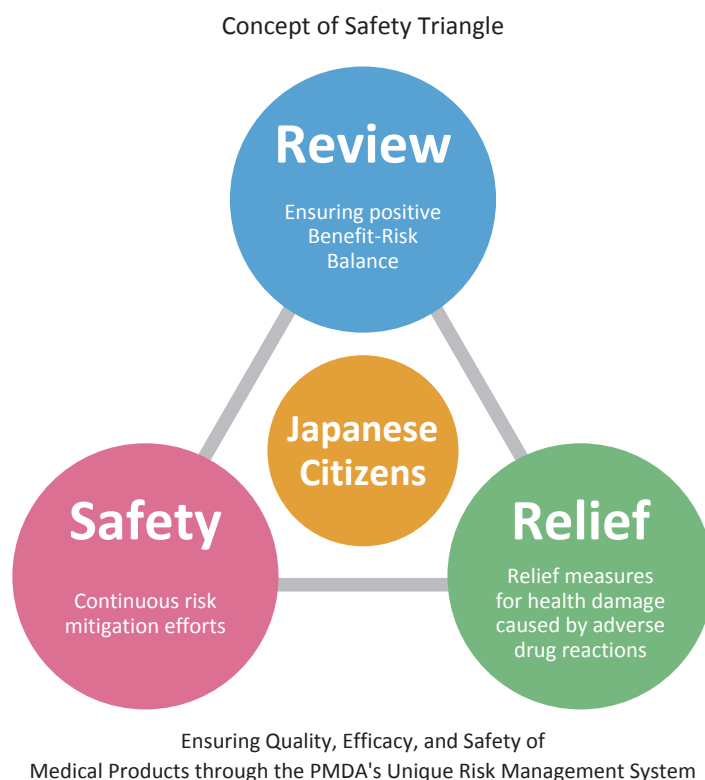 Concept of Safety Triangle
Review
Ensuring positive
Benefit-Risk
Balance
Japanese
Citizens
Safety
Continuous risk
mitigation efforts
Relief
Relief measures
for health damage
caused by adverse
drug reactions
Ensuring Quality, Efficacy, and Safety of
Medical Products through the PMDA's Unique Risk Management System